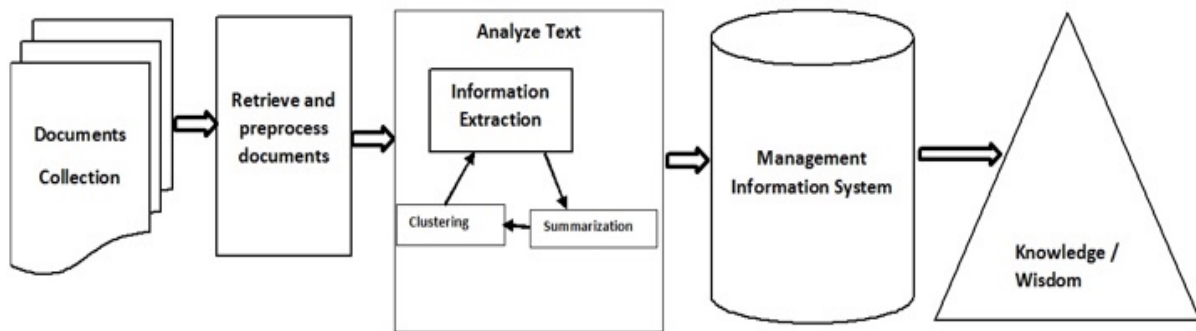 Documents
Collection
Retrieve and
preprocess
documents
Analyze Text
Information
Extraction
Clustering
Summarization
Management
Information System
Knowledge /
Wisdom